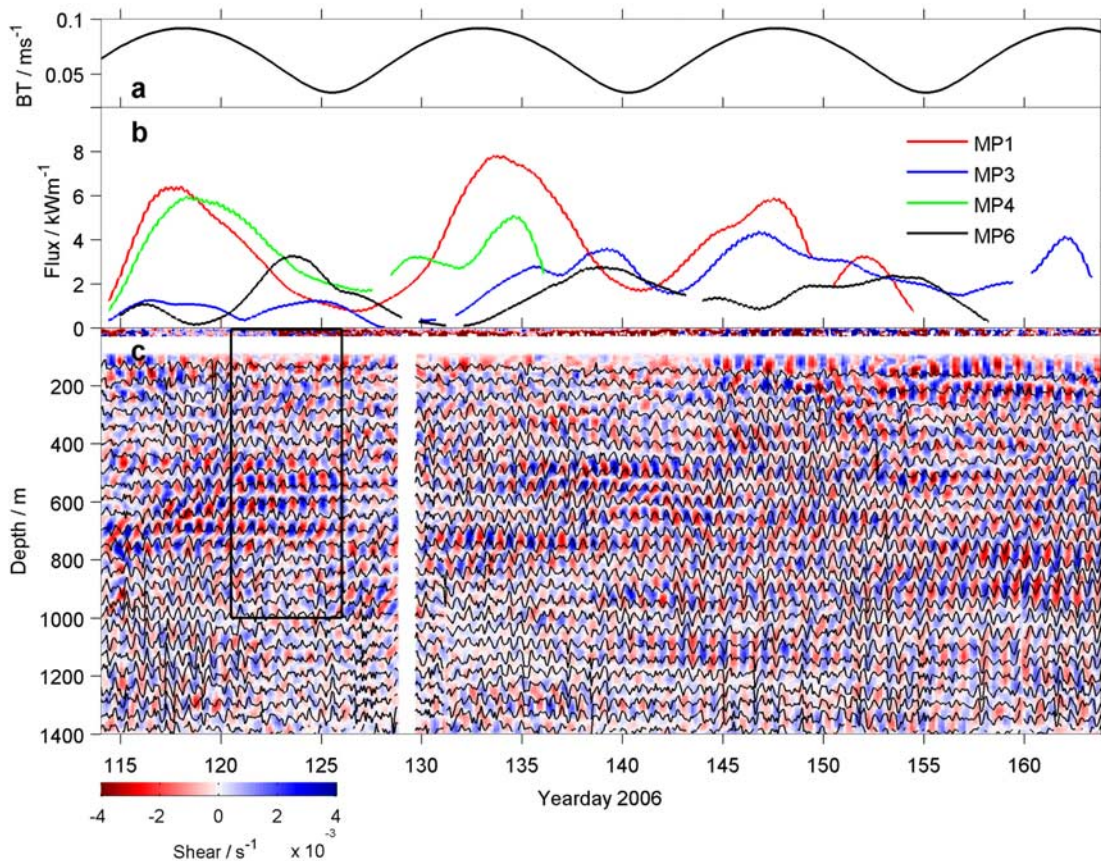 0.1
0.05
BT / ms-1
a
b
8
6
4
2
0
Flux / kWm-1
MP1
MP3
MP4
MP6
c
200
400
600
800
1000
1200
1400
Depth / m
115 120 125 130 135 140 145 150 155 160
Yearday 2006
-4 -2 0 2 4
Shear / s-1 x 10-3